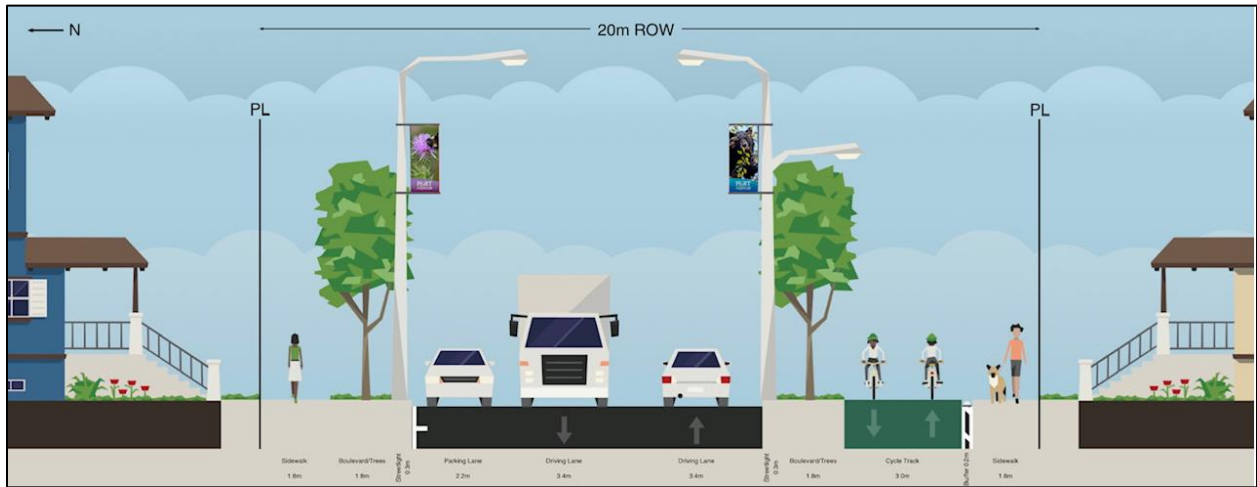 N
20m ROW
PL
PL
Sidewalk
1.8m
Boulevard/Trees
1.8m
Streetlight
0.3m
Parking Lane
2.2m
Driving Lane
3.4m
Driving Lane
3.4m
Streetlight
0.3m
Boulevard/Trees
1.8m
Cycle Track
3.0m
Buffer 0.2m
Sidewalk
1.8m